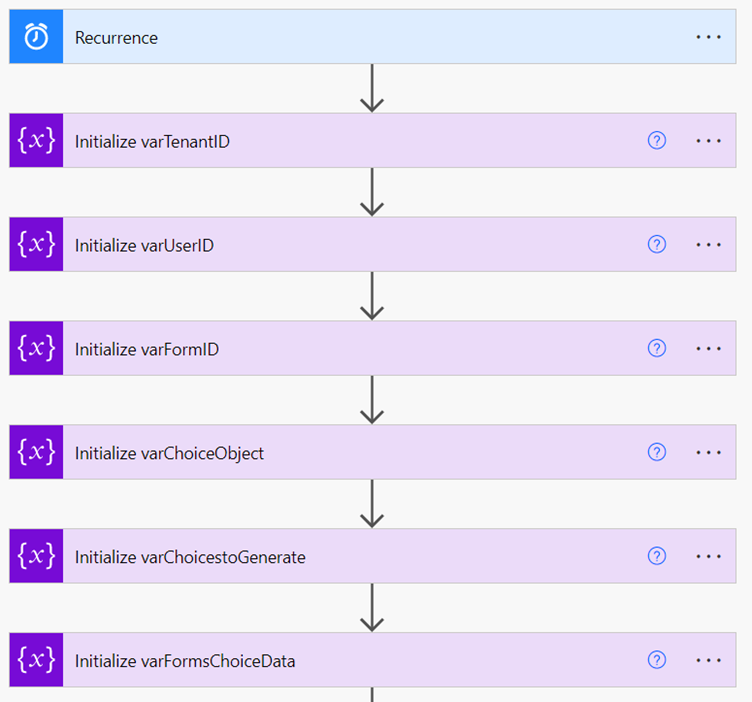 Recurrence
{x} Initialize varTenantID ?
{x} Initialize varUserID ?
{x} Initialize varFormID ?
{x} Initialize varChoiceObject ?
{x} Initialize varChoicestoGenerate ?
{x} Initialize varFormsChoiceData ?